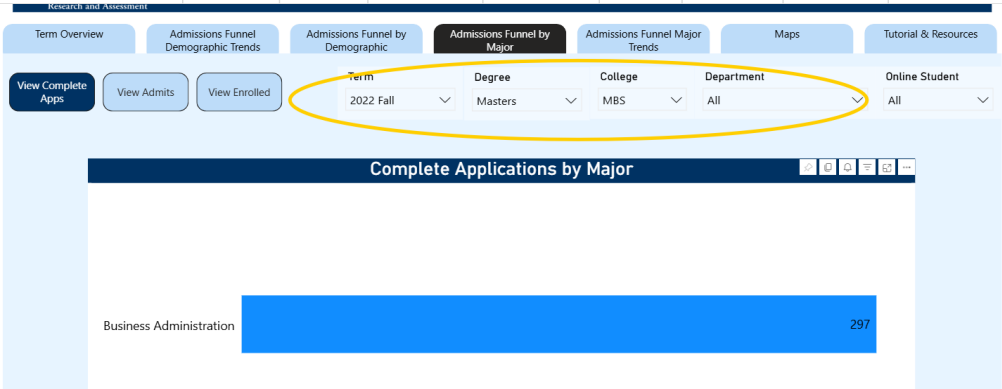 Research and Assessment
Term Overview
Admissions Funnel
Demographic Trends
Admissions Funnel by
Demographic
Admissions Funnel by
Major
Admissions Funnel Major
Trends
Maps
Tutorial & Resources
View Complete
Apps
View Admits
View Enrolled
Term
2022 Fall
Degree
Masters
College
MBS
Department
All
Online Student
All
Complete Applications by Major
Business Administration
297